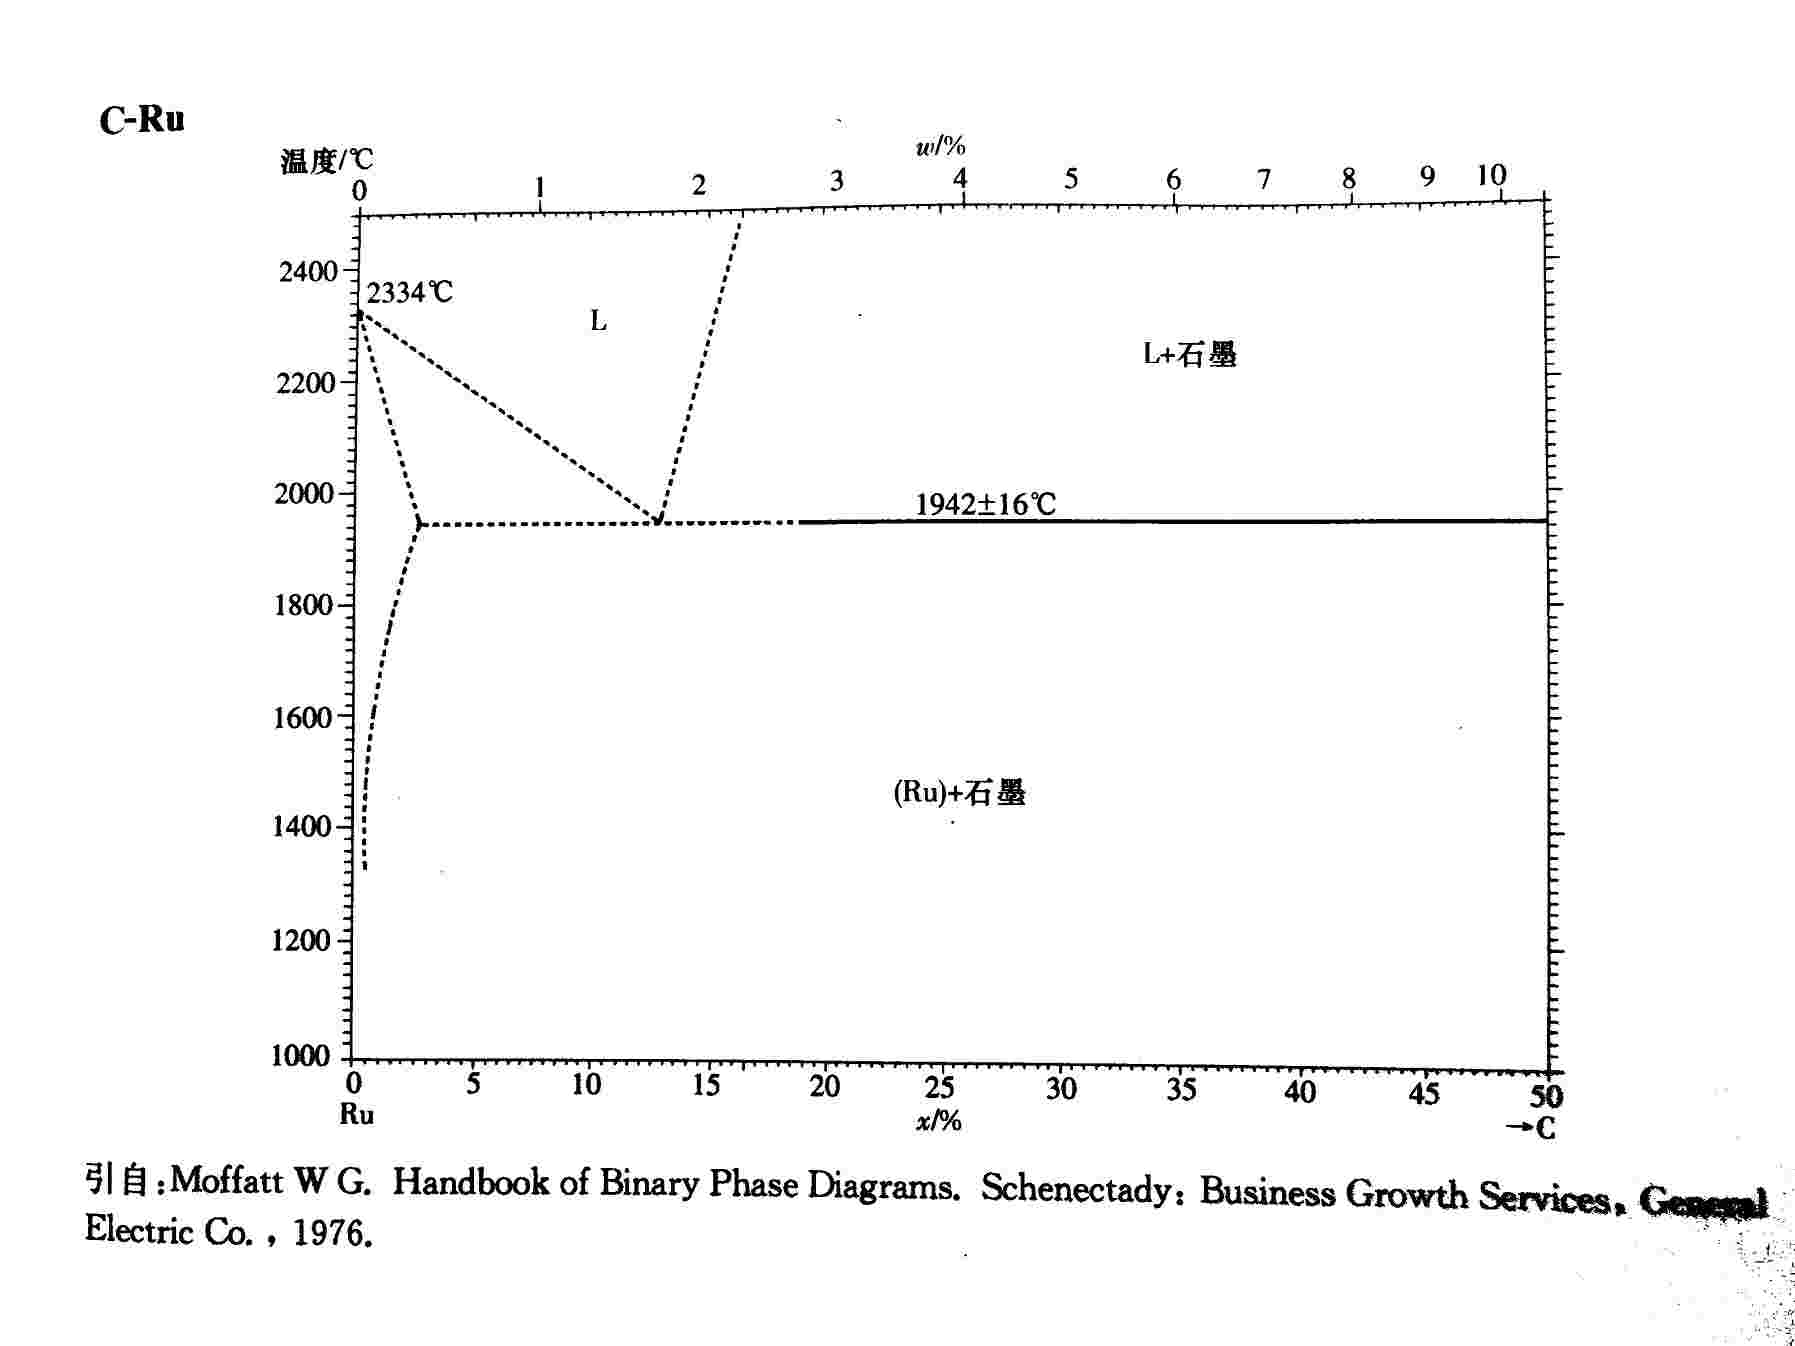 C-Ru
温度/℃
w/%
0 1 2 3 4 5 6 7 8 9 10
2400
2334℃
L
L+石墨
2200
2000
1942±16℃
1800
1600
(Ru)+石墨
1400
1200
1000
0 5 10 15 20 25 30 35 40 45 50
Ru x/% →C
引自:Moffatt W G. Handbook of Binary Phase Diagrams. Schenectady: Business Growth Services, General
Electric Co. , 1976.